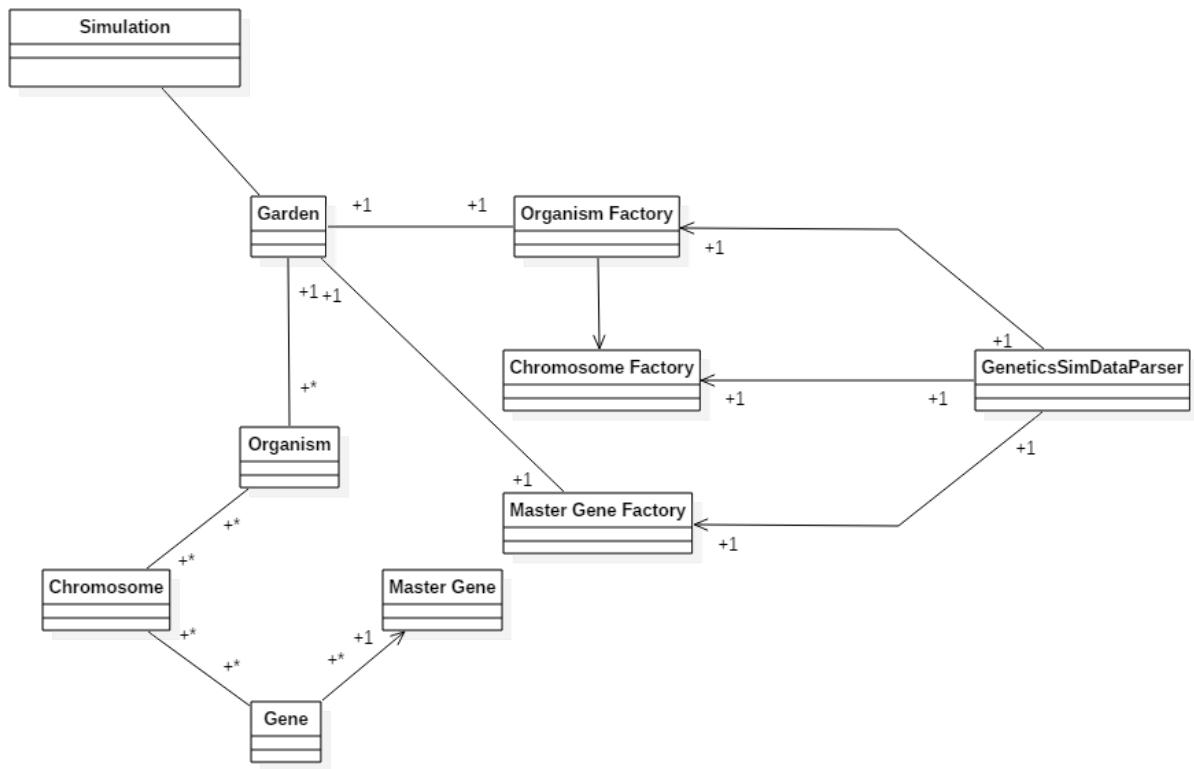 Simulation
Garden
+1
+1
Organism Factory
+1
+1
+1
+1
Chromosome Factory
GeneticsSimDataParser
+*
+1
+1
Organism
+1
+1
Master Gene Factory
+*
+1
+*
Chromosome
Master Gene
+*
+1
+*
+*
Gene